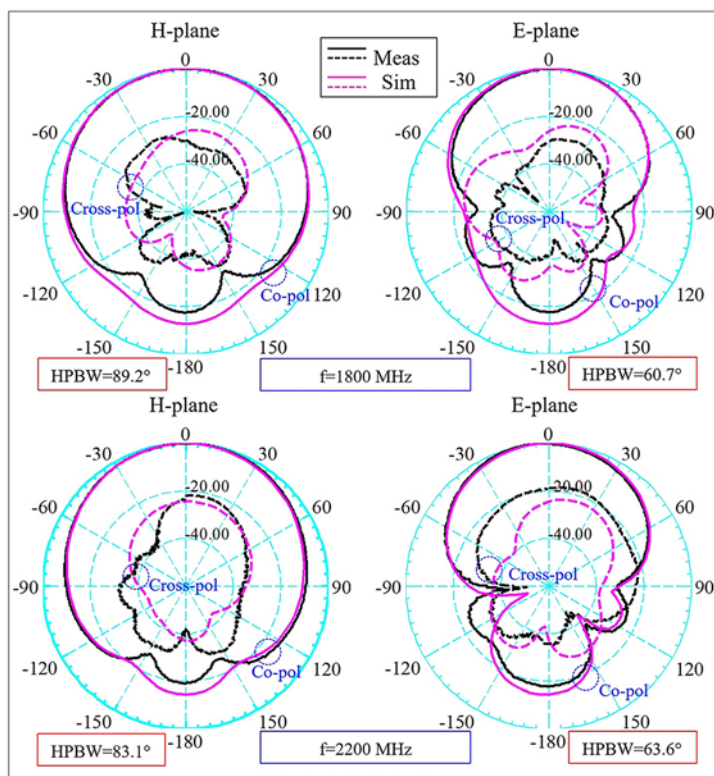 H-plane
E-plane
Meas
Sim
0
30
60
90
120
150
-180
-150
-120
-90
-60
-30
-20.00
-40.00
Cross-pol
Co-pol
0
30
60
90
120
150
-180
-150
-120
-90
-60
-30
-20.00
-40.00
Cross-pol
Co-pol
HPBW=89.2°
f=1800 MHz
HPBW=60.7°
H-plane
E-plane
0
30
60
90
120
150
-180
-150
-120
-90
-60
-30
-20.00
-40.00
Cross-pol
Co-pol
0
30
60
90
120
150
-180
-150
-120
-90
-60
-30
-40.00
Cross-pol
Co-pol
HPBW=83.1°
f=2200 MHz
HPBW=63.6°